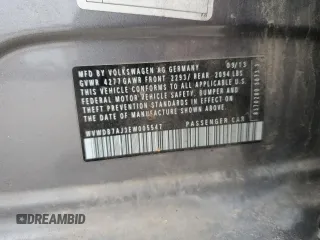 MFD BY VOLKSWAGEN AG GERMANY 09/13
GVWR 4277 GAWR FRONT 2293/ REAR 2094 LBS
THIS VEHICLE CONFORMS TO ALL APPLICABLE
FEDERAL MOTOR VEHICLE SAFETY, BUMPER AND
THEFT PREVENTION STANDARDS IN EFFECT ON THE
DATE OF MANUFACTURE SHOWN ABOVE.
PASSENGER CAR
DREAMBID